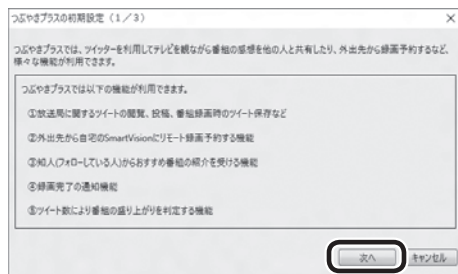 つぶやきプラスの初期設定（1／3）
つぶやきプラスでは、ツイッターを利用してテレビを観ながら番組の感想を他の人と共有したり、外出先から録画予約するなど、
様々な機能が利用できます。
つぶやきプラスでは以下の機能が利用できます。
①放送局に関するツイートの閲覧、投稿、番組録画時のツイート保存など
②外出先から自宅のSmartVisionにリモート録画予約する機能
③知人(フォローしている人)からおすすめ番組の紹介を受ける機能
④録画完了の通知機能
⑤ツイート数により番組の盛り上がりを判定する機能
次へ キャンセル